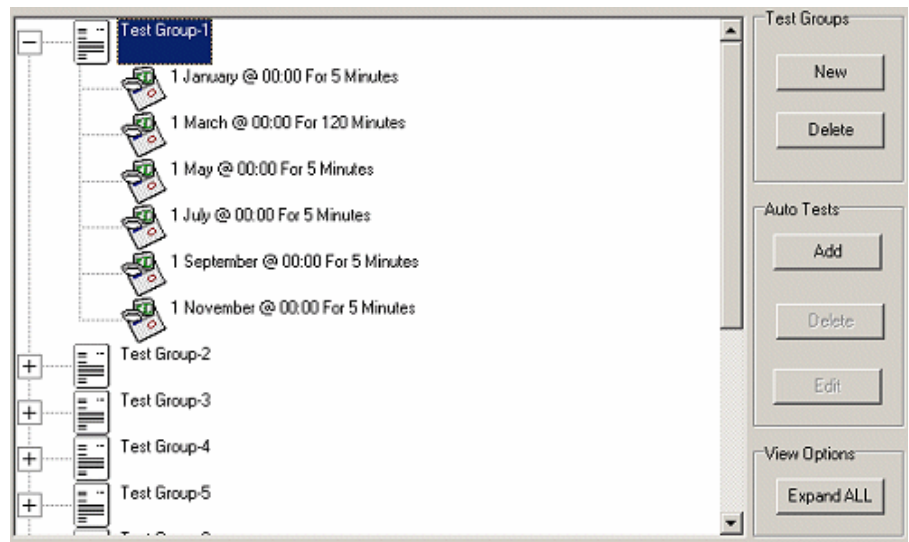 Test Group-1
1 January @ 00:00 For 5 Minutes
1 March @ 00:00 For 120 Minutes
1 May @ 00:00 For 5 Minutes
1 July @ 00:00 For 5 Minutes
1 September @ 00:00 For 5 Minutes
1 November @ 00:00 For 5 Minutes
Test Group-2
Test Group-3
Test Group-4
Test Group-5
Test Groups
New
Delete
Auto Tests
Add
Delete
Edit
View Options
Expand ALL